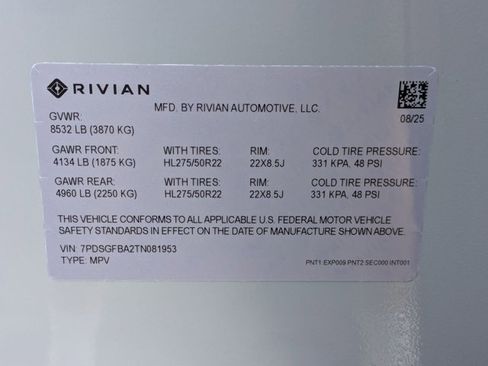 RIVIAN
MFD. BY RIVIAN AUTOMOTIVE, LLC.
08/25
GVWR:
8532 LB (3870 KG)
GAWR FRONT: WITH TIRES: RIM: COLD TIRE PRESSURE:
4134 LB (1875 KG) HL275/50R22 22X8.5J 331 KPA, 48 PSI
GAWR REAR: WITH TIRES: RIM: COLD TIRE PRESSURE:
4960 LB (2250 KG) HL275/50R22 22X8.5J 331 KPA, 48 PSI
THIS VEHICLE CONFORMS TO ALL APPLICABLE U.S. FEDERAL MOTOR VEHICLE
SAFETY STANDARDS IN EFFECT ON THE DATE OF MANUFACTURE SHOWN ABOVE.
VIN: 7PDSGFBA2TN081953
TYPE: MPV
PNT1 EXP009 PNT2 SEC000 INT001